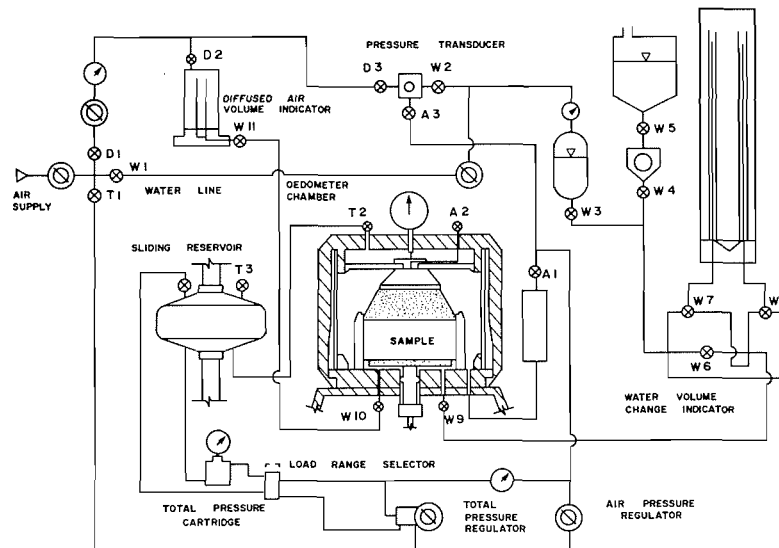 PRESSURE TRANSDUCER
D2
D3
W2
A3
DIFFUSED AIR
VOLUME INDICATOR
W11
W5
W4
D1
W1
AIR
SUPPLY
T1
WATER LINE
OEDOMETER
CHAMBER
W3
T2
A2
SLIDING RESERVOIR
T3
A1
SAMPLE
W7
W
W6
W10
W9
WATER VOLUME
CHANGE INDICATOR
LOAD RANGE SELECTOR
TOTAL PRESSURE
CARTRIDGE
TOTAL
PRESSURE
REGULATOR
AIR PRESSURE
REGULATOR